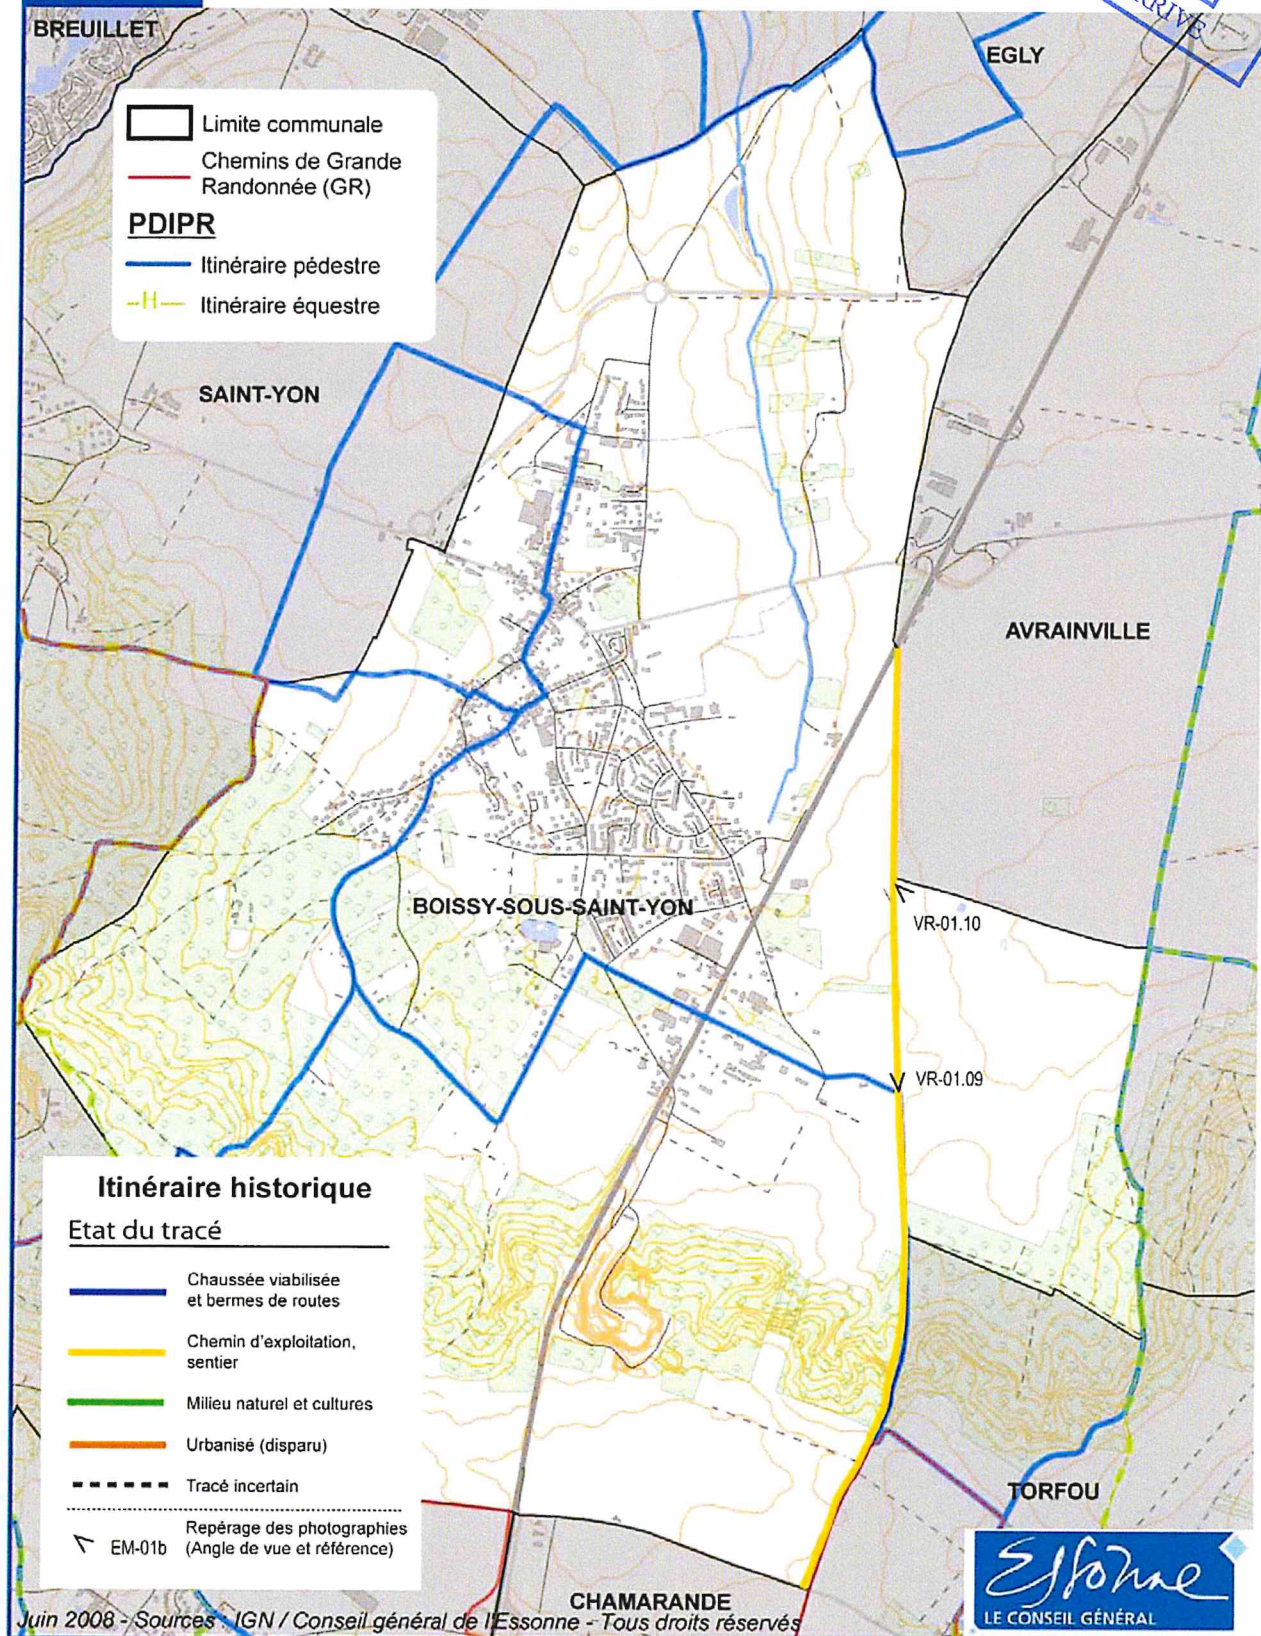 BREUILLET
ARRIVÉ
EGLY
Limite communale
Chemins de Grande
Randonnée (GR)
PDIPR
Itinéraire pédestre
-H- Itinéraire équestre
SAINT-YON
AVRAINVILLE
BOISSY-SOUS-SAINT-YON
VR-01.10
VR-01.09
Itinéraire historique
Etat du tracé
Chaussée viabilisée
et bermes de routes
Chemin d'exploitation,
sentier
Milieu naturel et cultures
Urbanisé (disparu)
Tracé incertain
EM-01b
Repérage des photographies
(Angle de vue et référence)
TORFOU
CHAMARANDE
Essonne
LE CONSEIL GÉNÉRAL
Juin 2008 - Sources : IGN / Conseil général de l'Essonne - Tous droits réservés